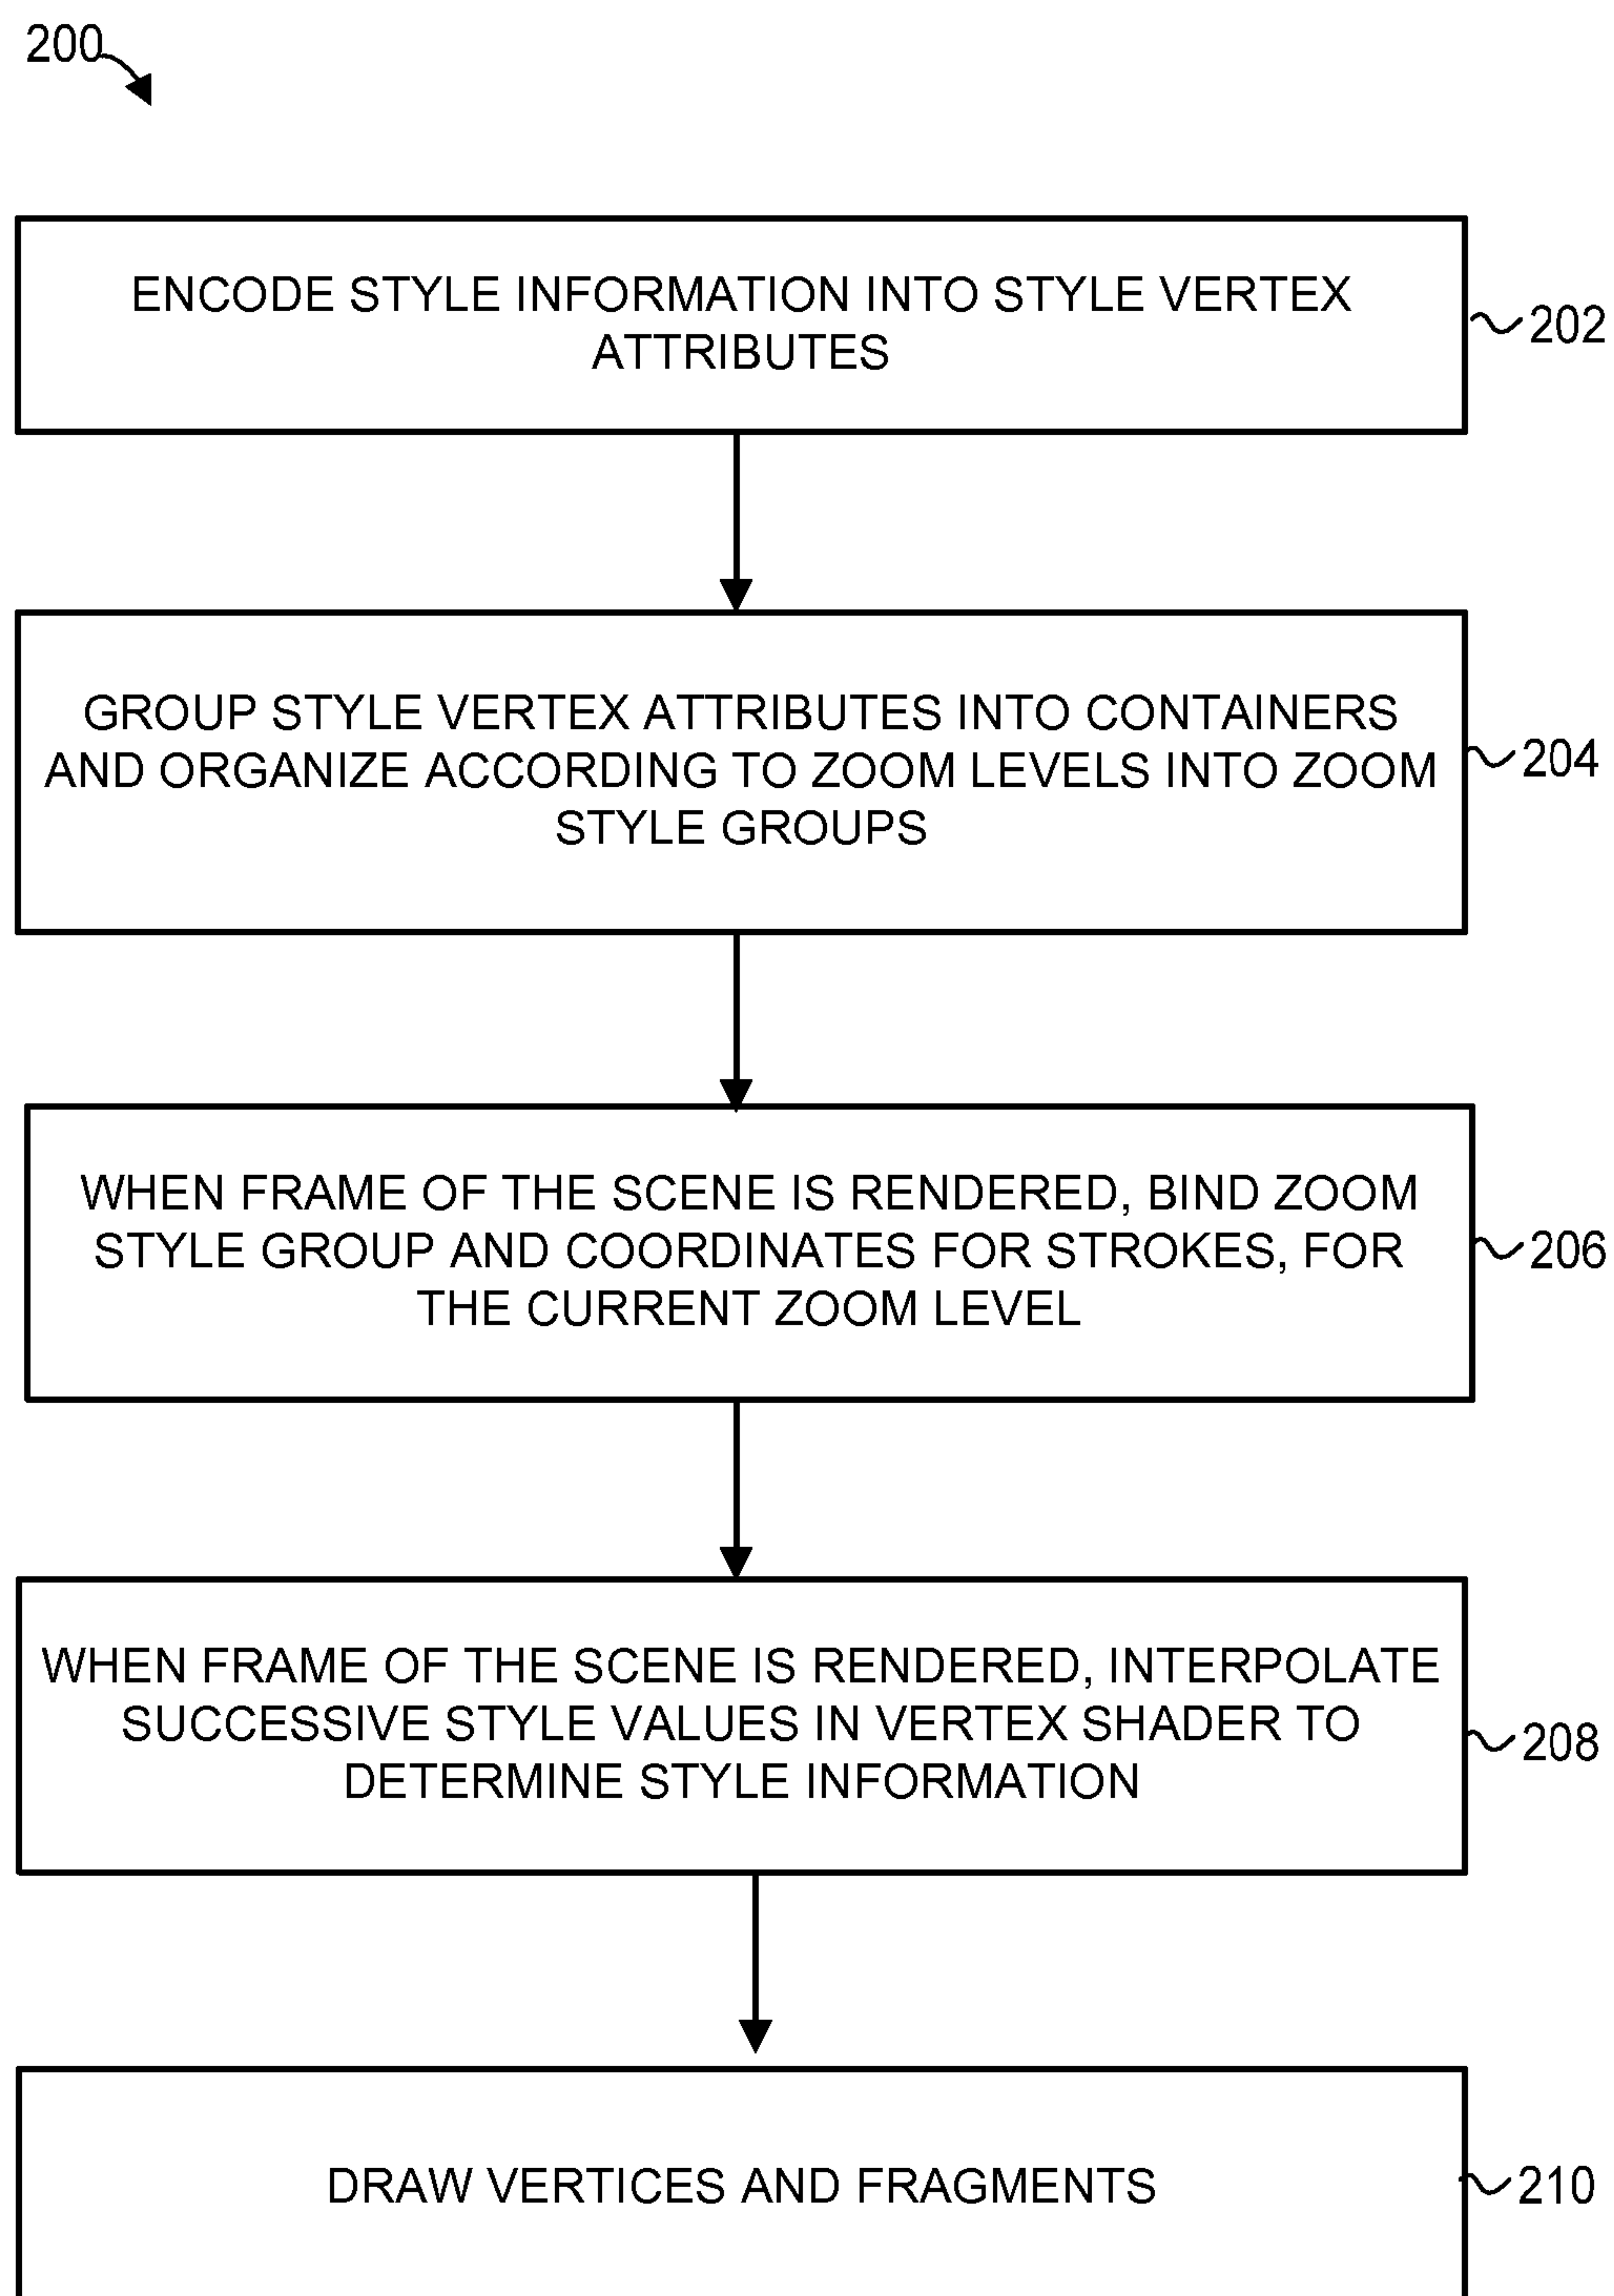 200
ENCODE STYLE INFORMATION INTO STYLE VERTEX
ATTRIBUTES
202
GROUP STYLE VERTEX ATTRIBUTES INTO CONTAINERS
AND ORGANIZE ACCORDING TO ZOOM LEVELS INTO ZOOM
STYLE GROUPS
204
WHEN FRAME OF THE SCENE IS RENDERED, BIND ZOOM
STYLE GROUP AND COORDINATES FOR STROKES, FOR
THE CURRENT ZOOM LEVEL
206
WHEN FRAME OF THE SCENE IS RENDERED, INTERPOLATE
SUCCESSIVE STYLE VALUES IN VERTEX SHADER TO
DETERMINE STYLE INFORMATION
208
DRAW VERTICES AND FRAGMENTS
210